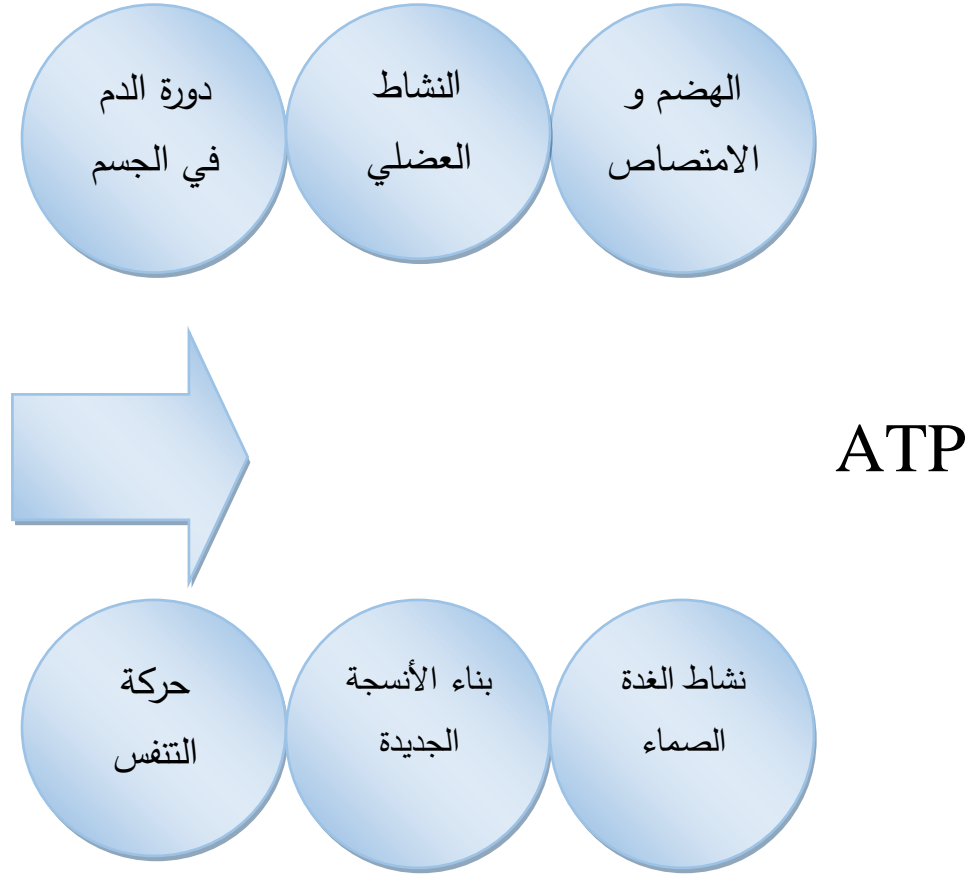 الهضم و
الامتصاص
النشاط
العضلي
دورة الدم
في الجسم
ATP
نشاط الغدة
الصماء
بناء الأنسجة
الجديدة
حركة
التنفس